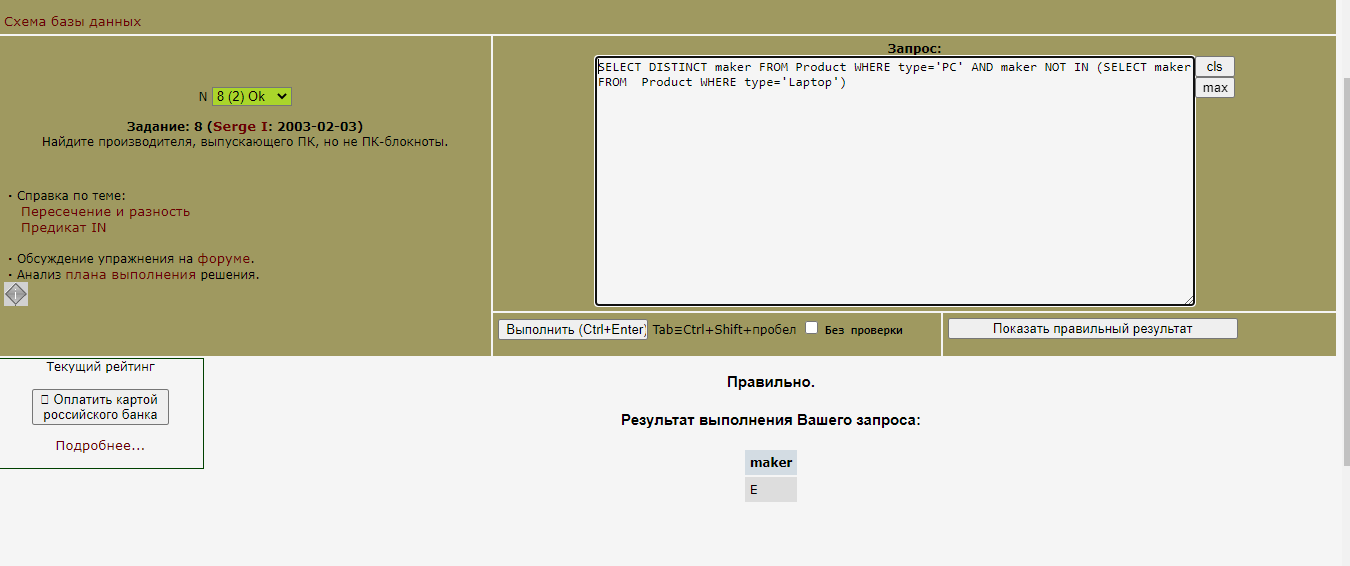 Схема базы данных
N 8 (2) Ok
Задание: 8 (Serge I: 2003-02-03)
Найдите производителя, выпускающего ПК, но не ПК-блокноты.
· Справка по теме:
Пересечение и разность
Предикат IN
· Обсуждение упражнения на форуме.
· Анализ плана выполнения решения.
Запрос:
SELECT DISTINCT maker FROM Product WHERE type='PC' AND maker NOT IN (SELECT maker
FROM  Product WHERE type='Laptop')
cls
max
Выполнить (Ctrl+Enter) Tab≡Ctrl+Shift+пробел Без проверки
Показать правильный результат
Текущий рейтинг
Оплатить картой
российского банка
Подробнее...
Правильно.
Результат выполнения Вашего запроса:
maker
E